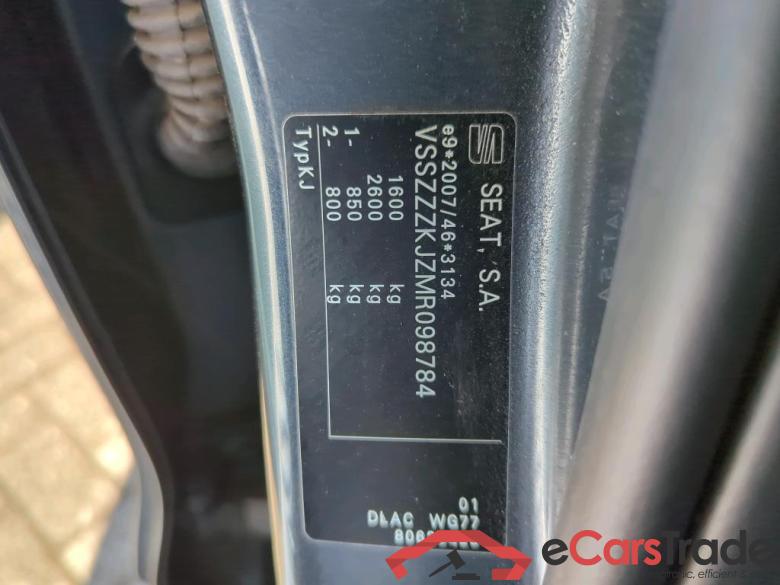 SEAT, S.A.
e9*2007/46*3134
VSSZZZKJZMR098784
1600 kg
2600 kg
1- 850 kg
2- 800 kg
TypKJ
01
DLAC WG77
eCarsTrade